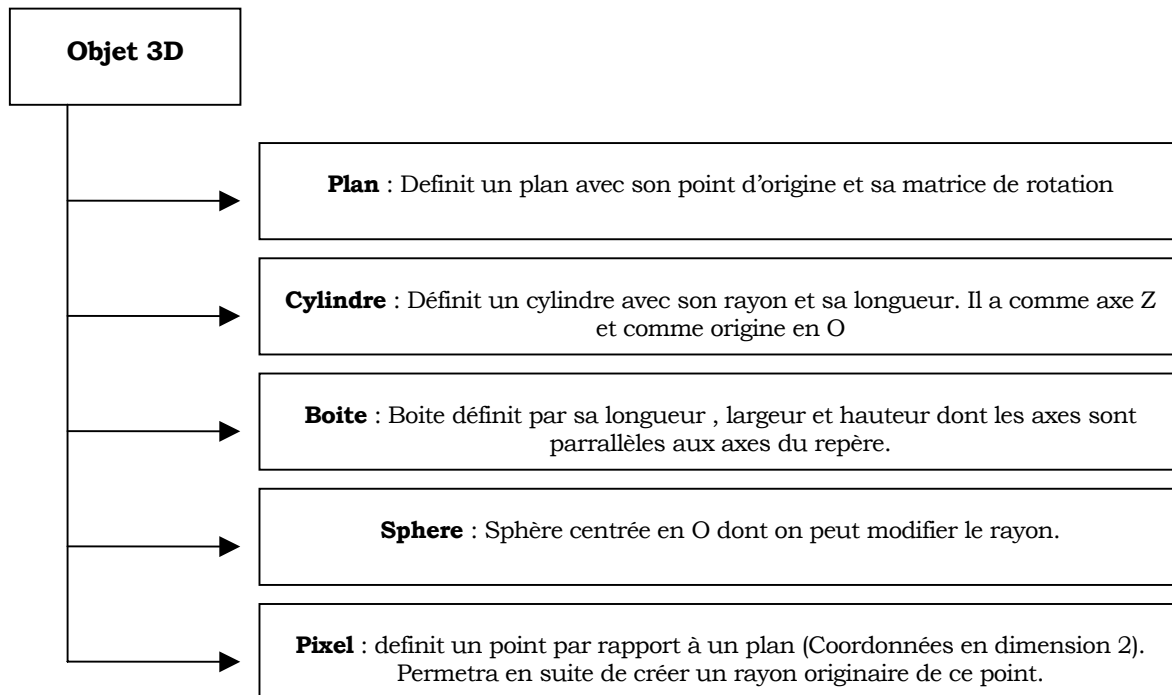 Objet 3D
Plan : Definit un plan avec son point d'origine et sa matrice de rotation
Cylindre : Définit un cylindre avec son rayon et sa longueur. Il a comme axe Z
et comme origine en O
Boite : Boite définit par sa longueur , largeur et hauteur dont les axes sont
parrallèles aux axes du repère.
Sphere : Sphère centrée en O dont on peut modifier le rayon.
Pixel : definit un point par rapport à un plan (Coordonnées en dimension 2).
Permetra en suite de créer un rayon originaire de ce point.